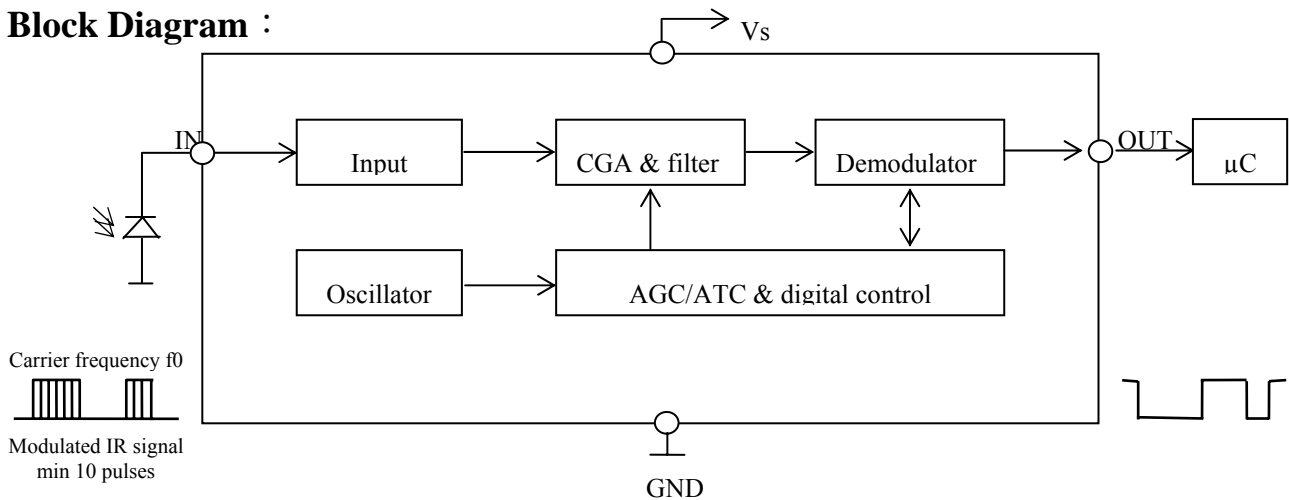 Block Diagram：
Vs
IN
Input
CGA & filter
Demodulator
OUT
µC
Oscillator
AGC/ATC & digital control
Carrier frequency f0
Modulated IR signal
min 10 pulses
GND